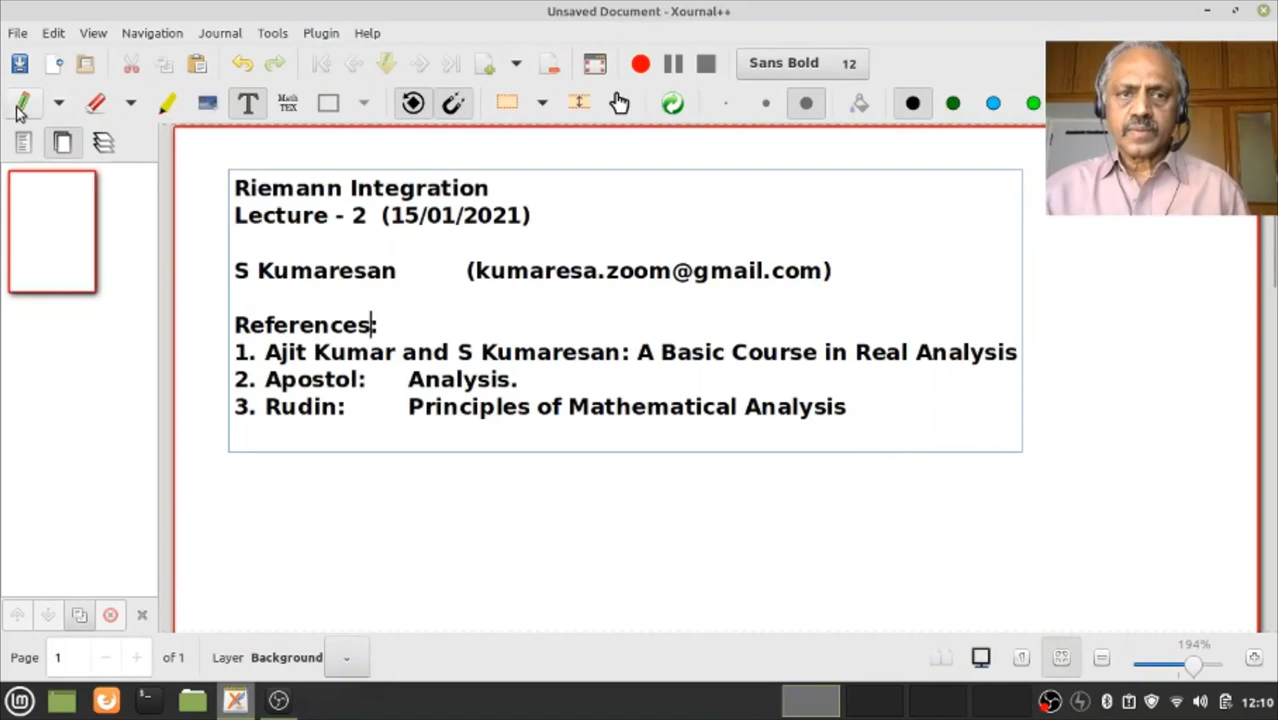 Unsaved Document - Xournal++
File Edit View Navigation Journal Tools Plugin Help
Sans Bold 12
T Math TEX
Riemann Integration
Lecture - 2 (15/01/2021)
S Kumaresan (kumaresa.zoom@gmail.com)
References:
1. Ajit Kumar and S Kumaresan: A Basic Course in Real Analysis
2. Apostol: Analysis.
3. Rudin: Principles of Mathematical Analysis
Page 1 of 1 Layer Background
194%
12:10